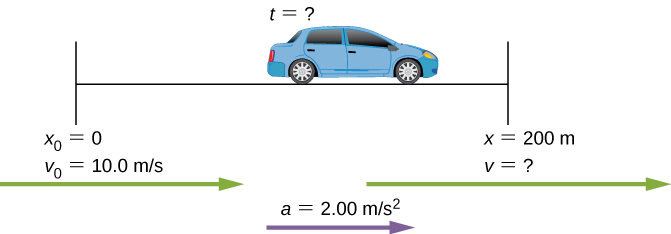 t = ?
x₀ = 0
v₀ = 10.0 m/s
x = 200 m
v = ?
a = 2.00 m/s²